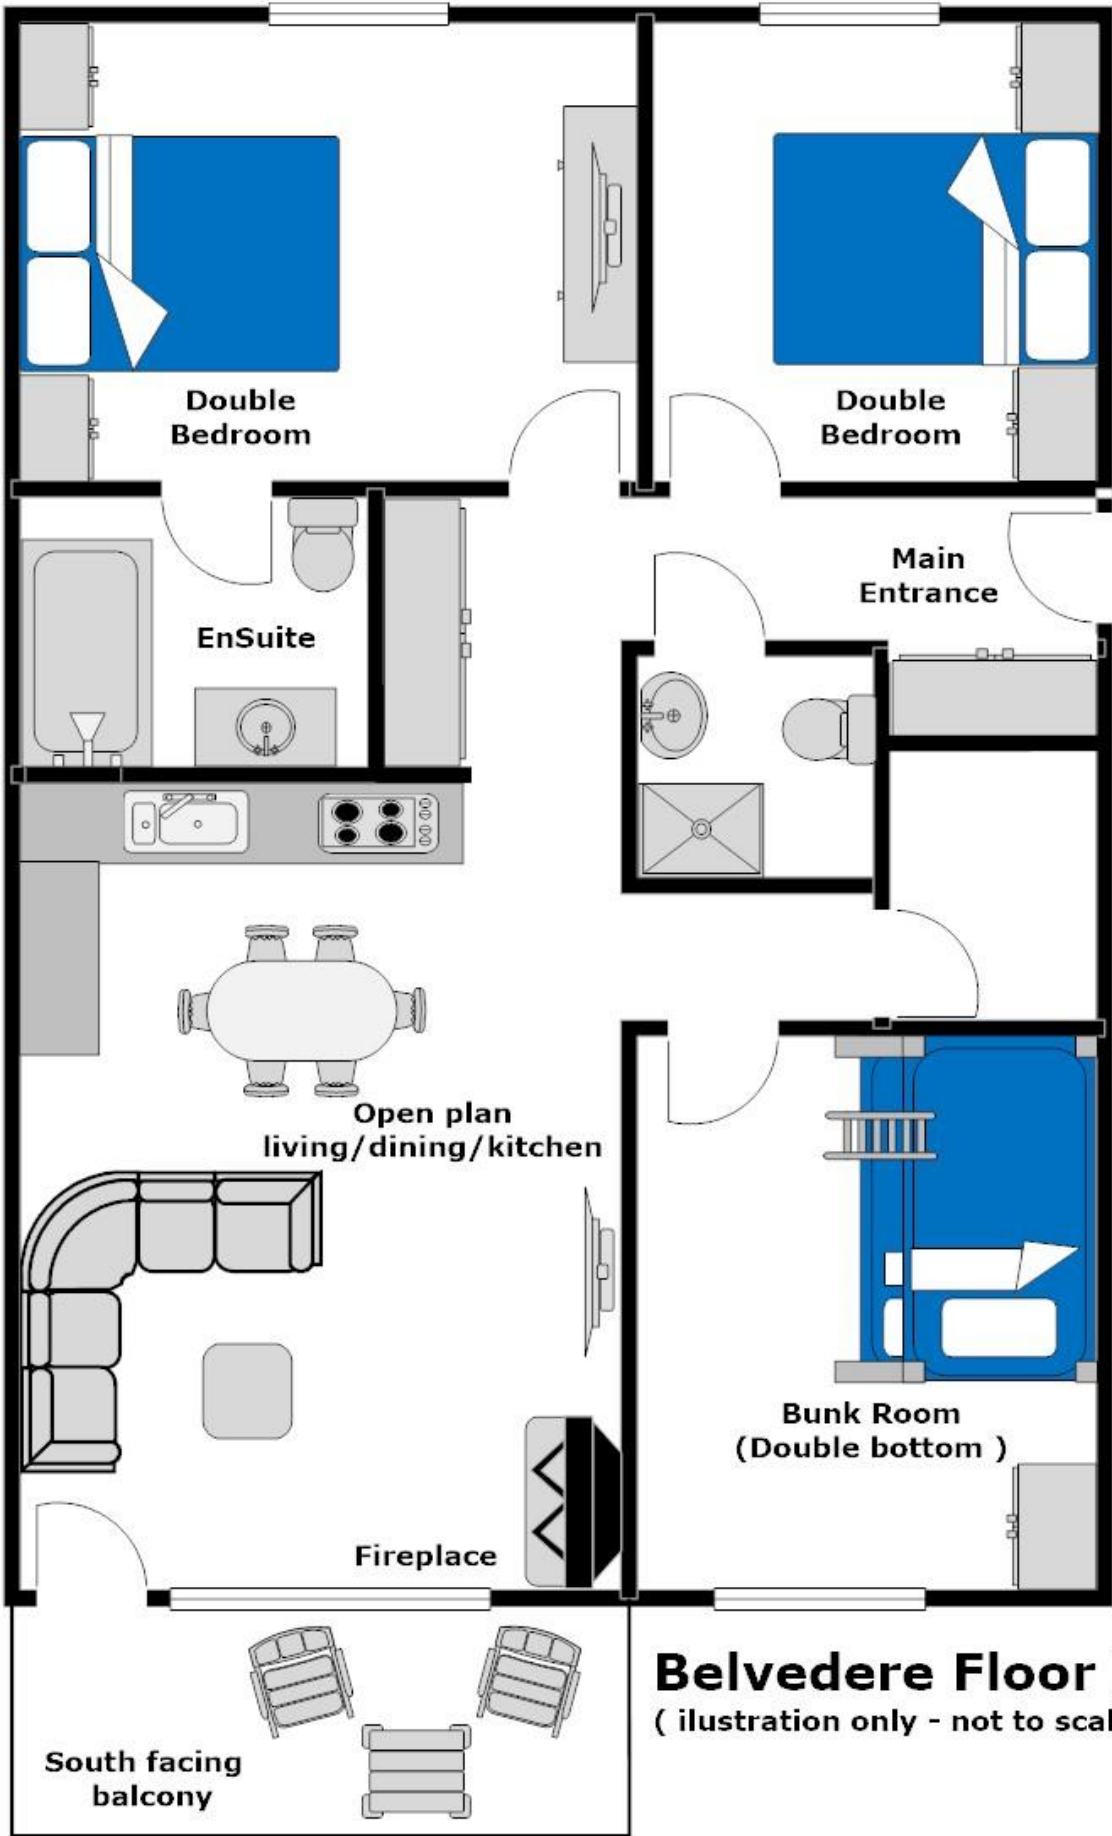 Double
Bedroom
Double
Bedroom
Main
Entrance
EnSuite
Open plan
living/dining/kitchen
Bunk Room
(Double bottom )
Fireplace
Belvedere Floor
( ilustration only - not to scal
South facing
balcony